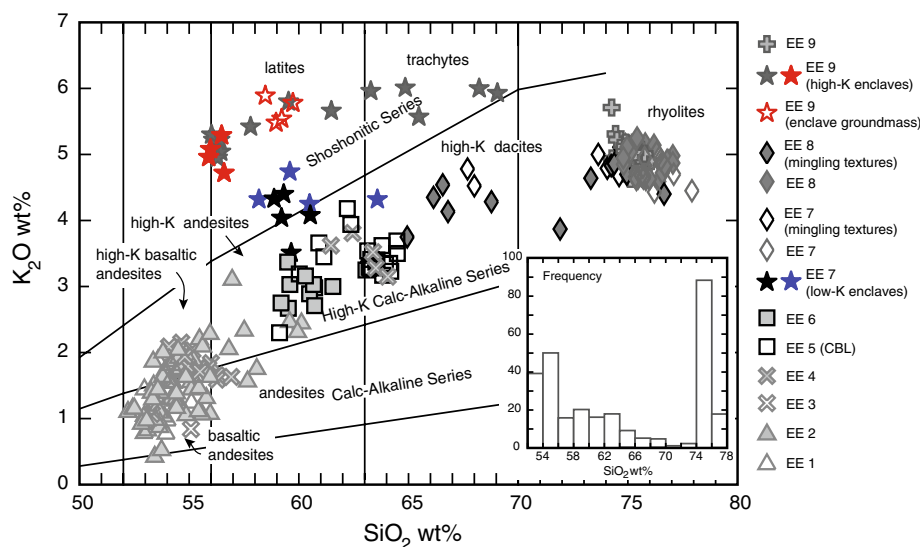 7
6
5
4
3
2
1
0
K2O wt%
50
55
60
65
70
75
80
SiO2 wt%
latites
trachytes
rhyolites
Shoshonitic Series
high-K dacites
high-K andesites
high-K basaltic
andesites
High-K Calc-Alkaline Series
andesites
Calc-Alkaline Series
basaltic
andesites
Frequency
100
80
60
40
20
0
54
58
66
70
74
78
SiO2 wt%
EE 9
EE 9
(high-K enclaves)
EE 9
(enclave groundmass)
EE 8
(mingling textures)
EE 8
EE 7
(mingling textures)
EE 7
EE 7
(low-K enclaves)
EE 6
EE 5 (CBL)
EE 4
EE 3
EE 2
EE 1